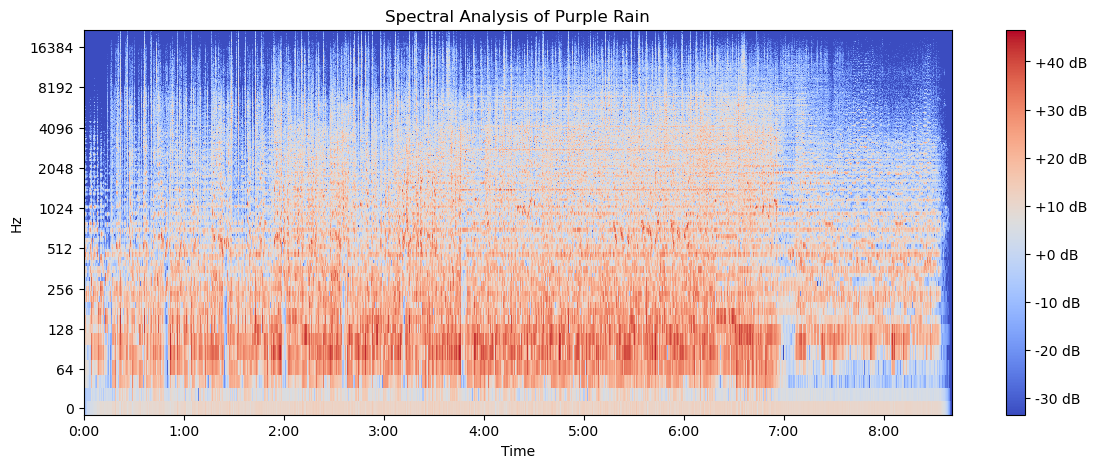 Spectral Analysis of Purple Rain
Hz
16384
8192
4096
2048
1024
512
256
128
64
0
0:00 1:00 2:00 3:00 4:00 5:00 6:00 7:00 8:00
Time
+40 dB
+30 dB
+20 dB
+10 dB
+0 dB
-10 dB
-20 dB
-30 dB